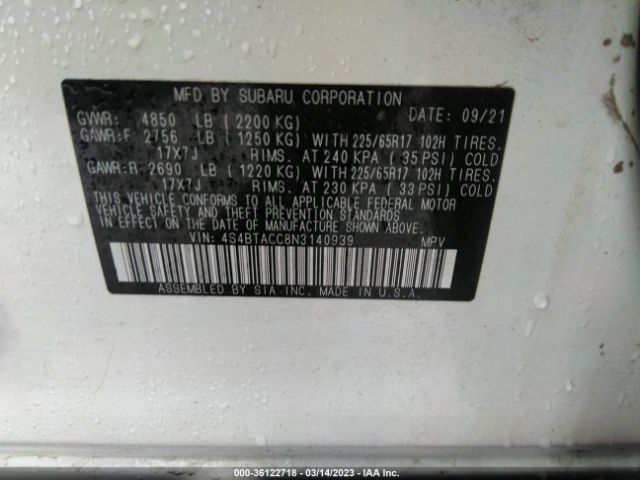 MFD BY SUBARU CORPORATION DATE: 09/21
GVWR: 4850 LB (2200 KG)
GAWR:F 2756 LB (1250 KG) WITH 225/65R17 102H TIRES.
17X7J RIMS. AT 240 KPA (35 PSI) COLD
GAWR:R 2690 LB (1220 KG) WITH 225/65R17 102H TIRES.
17X7J RIMS. AT 230 KPA (33 PSI) COLD
THIS VEHICLE CONFORMS TO ALL APPLICABLE FEDERAL MOTOR
VEHICLE SAFETY AND THEFT PREVENTION STANDARDS
IN EFFECT ON THE DATE OF MANUFACTURE SHOWN ABOVE.
VIN: 4S4BTACC8N3140939 MPV
ASSEMBLED BY SIA INC. MADE IN U.S.A.
000-36122718 - 03/14/2023 - IAA Inc.